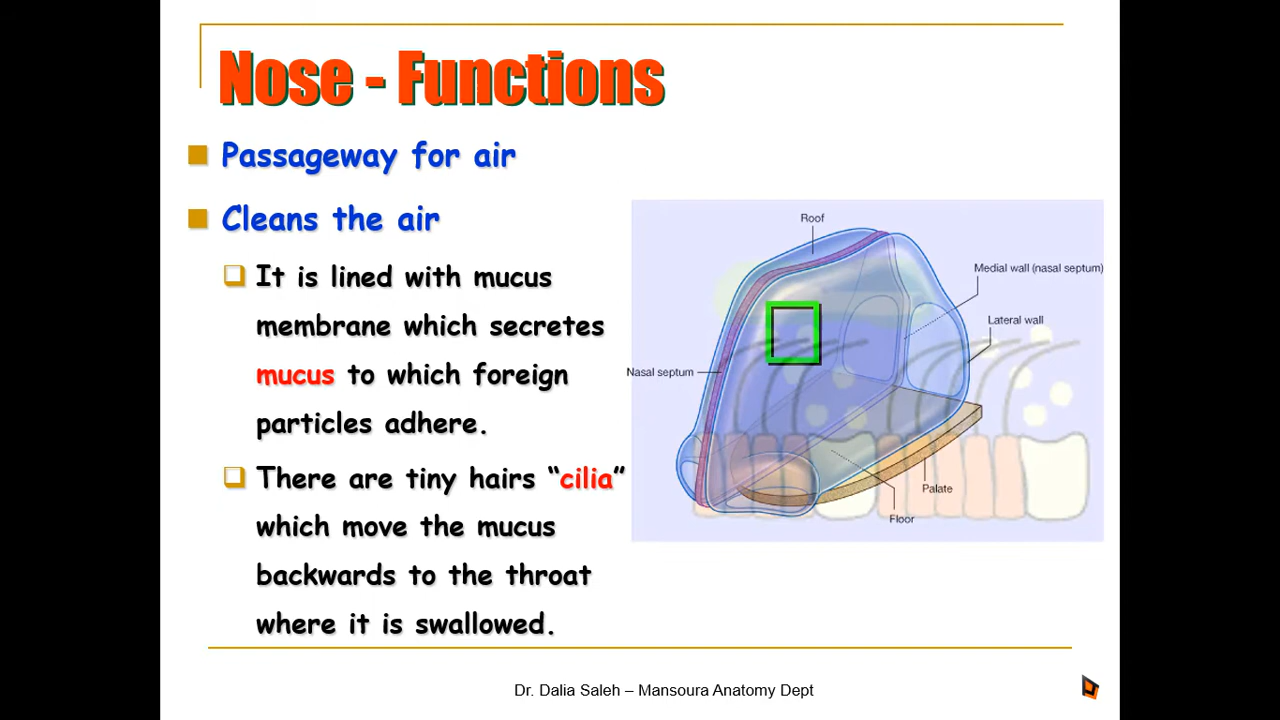 Nose - Functions
Passageway for air
Cleans the air
It is lined with mucus
membrane which secretes
mucus to which foreign
particles adhere.
There are tiny hairs “cilia”
which move the mucus
backwards to the throat
where it is swallowed.
Roof
Medial wall (nasal septum)
Lateral wall
Nasal septum
Palate
Floor
Dr. Dalia Saleh – Mansoura Anatomy Dept